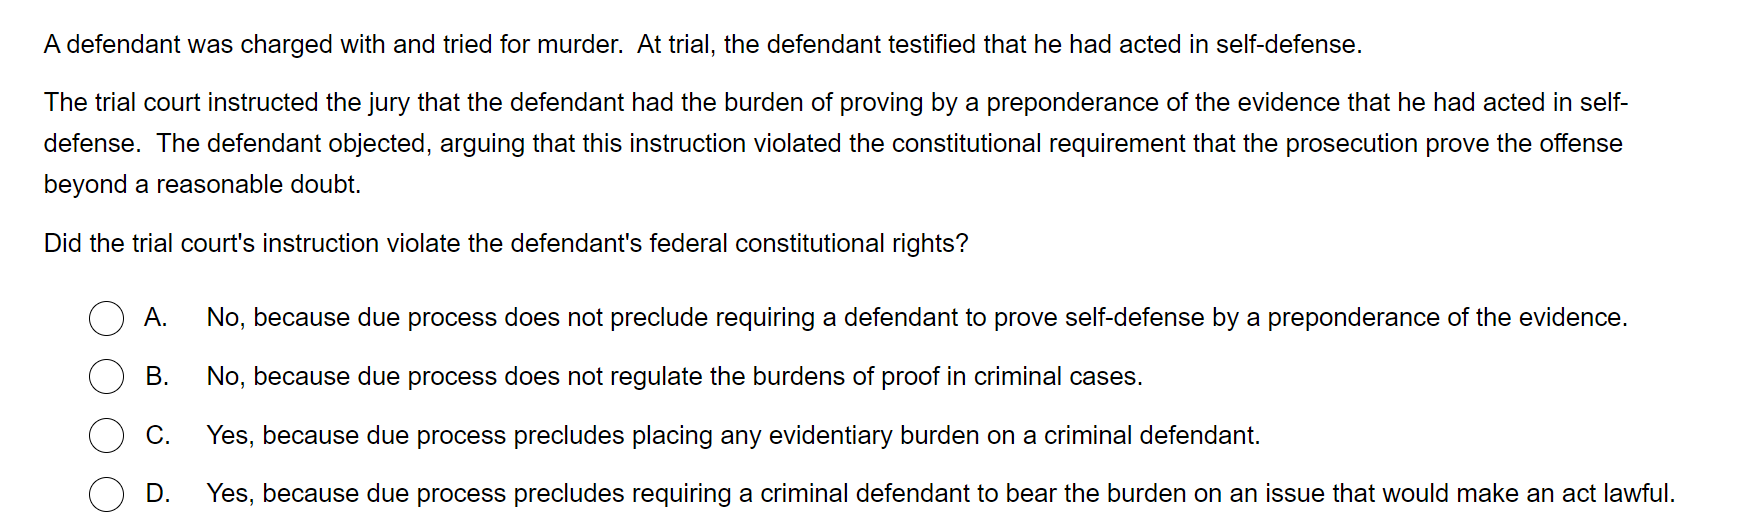 A defendant was charged with and tried for murder.  At trial, the defendant testified that he had acted in self-defense.
The trial court instructed the jury that the defendant had the burden of proving by a preponderance of the evidence that he had acted in self-
defense.  The defendant objected, arguing that this instruction violated the constitutional requirement that the prosecution prove the offense
beyond a reasonable doubt.
Did the trial court's instruction violate the defendant's federal constitutional rights?
A. No, because due process does not preclude requiring a defendant to prove self-defense by a preponderance of the evidence.
B. No, because due process does not regulate the burdens of proof in criminal cases.
C. Yes, because due process precludes placing any evidentiary burden on a criminal defendant.
D. Yes, because due process precludes requiring a criminal defendant to bear the burden on an issue that would make an act lawful.